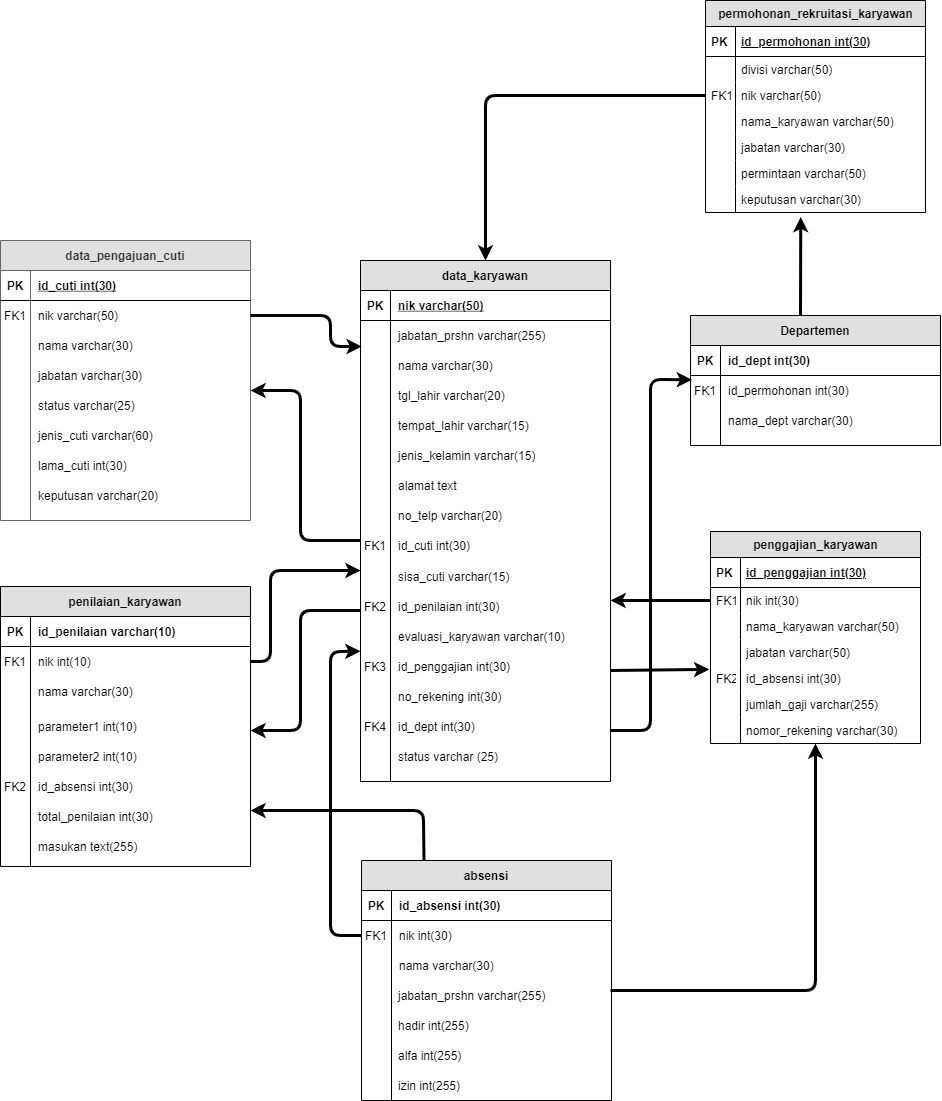 permohonan_rekruitasi_karyawan
PK id_permohonan int(30)
divisi varchar(50)
FK1 nik varchar(50)
nama_karyawan varchar(50)
jabatan varchar(30)
permintaan varchar(50)
keputusan varchar(30)
data_pengajuan_cuti
PK id_cuti int(30)
FK1 nik varchar(50)
nama varchar(30)
jabatan varchar(30)
status varchar(25)
jenis_cuti varchar(60)
lama_cuti int(30)
keputusan varchar(20)
data_karyawan
PK nik varchar(50)
jabatan_prshn varchar(255)
nama varchar(30)
tgl_lahir varchar(20)
tempat_lahir varchar(15)
jenis_kelamin varchar(15)
alamat text
no_telp varchar(20)
FK1 id_cuti int(30)
sisa_cuti varchar(15)
FK2 id_penilaian int(30)
evaluasi_karyawan varchar(10)
FK3 id_penggajian int(30)
no_rekening int(30)
FK4 id_dept int(30)
status varchar (25)
Departemen
PK id_dept int(30)
FK1 id_permohonan int(30)
nama_dept varchar(30)
penggajian_karyawan
PK id_penggajian int(30)
FK1 nik int(30)
nama_karyawan varchar(50)
jabatan varchar(50)
FK2 id_absensi int(30)
jumlah_gaji varchar(255)
nomor_rekening varchar(30)
penilaian_karyawan
PK id_penilaian varchar(10)
FK1 nik int(10)
nama varchar(30)
parameter1 int(10)
parameter2 int(10)
FK2 id_absensi int(30)
total_penilaian int(30)
masukan text(255)
absensi
PK id_absensi int(30)
FK1 nik int(30)
nama varchar(30)
jabatan_prshn varchar(255)
hadir int(255)
alfa int(255)
izin int(255)